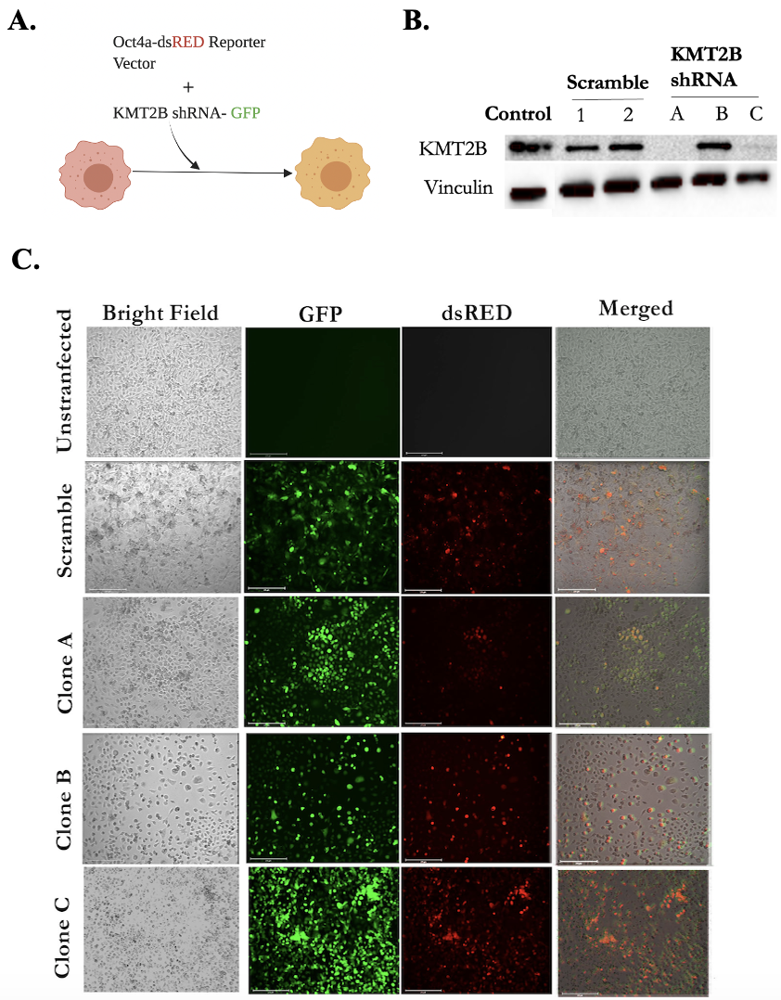 A.
Oct4a-dsRED Reporter
Vector
+
KMT2B shRNA- GFP
B.
KMT2B
shRNA
Scramble
Control 1 2 A B C
KMT2B
Vinculin
C.
Bright Field GFP dsRED Merged
Unstranfected
Scramble
Clone A
Clone B
Clone C